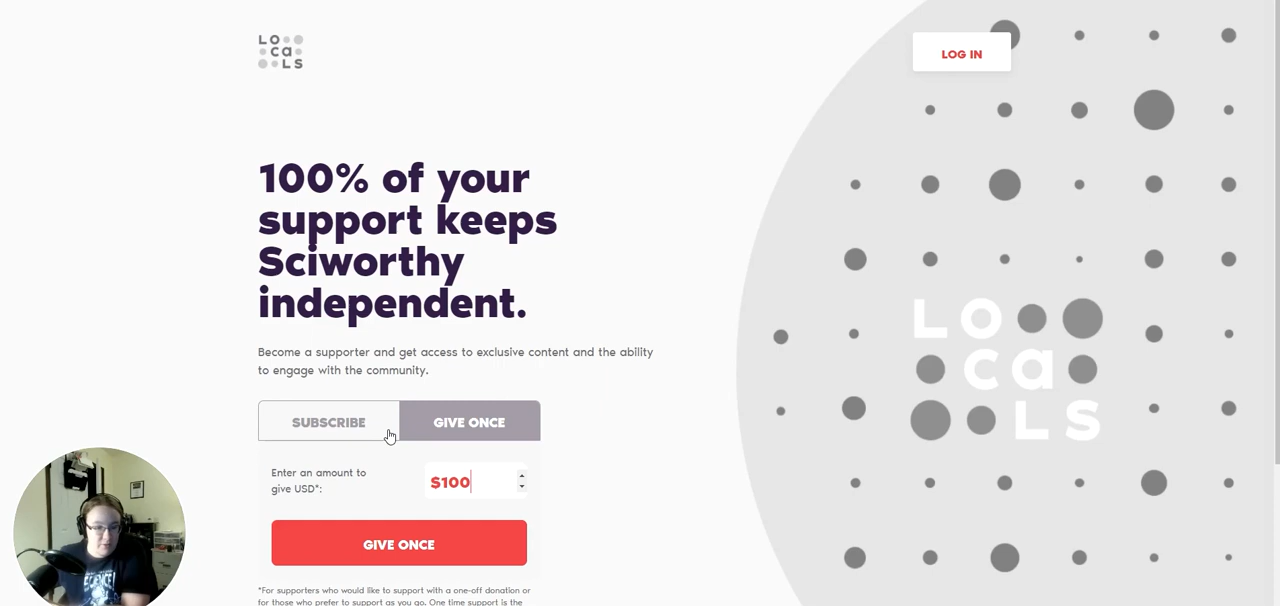 LOcaLS
LOG IN
100% of your
support keeps
Sciworthy
independent.
Become a supporter and get access to exclusive content and the ability
to engage with the community.
SUBSCRIBE
GIVE ONCE
Enter an amount to
give USD*:
$100
GIVE ONCE
*For supporters who would like to support with a one-off donation or
for those who prefer to support as you go. One time support is the
LO
ca
LS